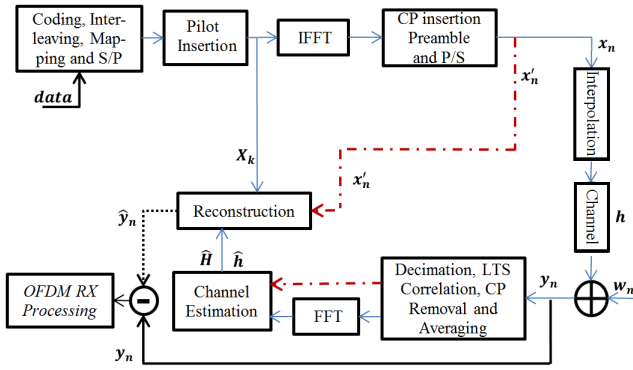 Coding, Inter-
leaving, Map-
ping and S/P
data
Pilot
Insertion
IFFT
CP insertion
Preamble
and P/S
x_n
x'_n
Interpolation
X_k
x'_n
Channel
h
ŷ_n
Reconstruction
Ĥ ĥ
OFDM RX
Processing
Channel
Estimation
FFT
Decimation, LTS
Correlation, CP
Removal and
Averaging
y_n
w_n
y_n